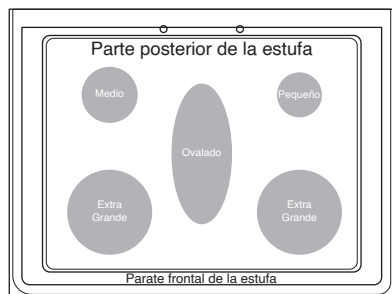 Parte posterior de la estufa
Medio
Pequeño
Ovalado
Extra
Grande
Extra
Grande
Parate frontal de la estufa